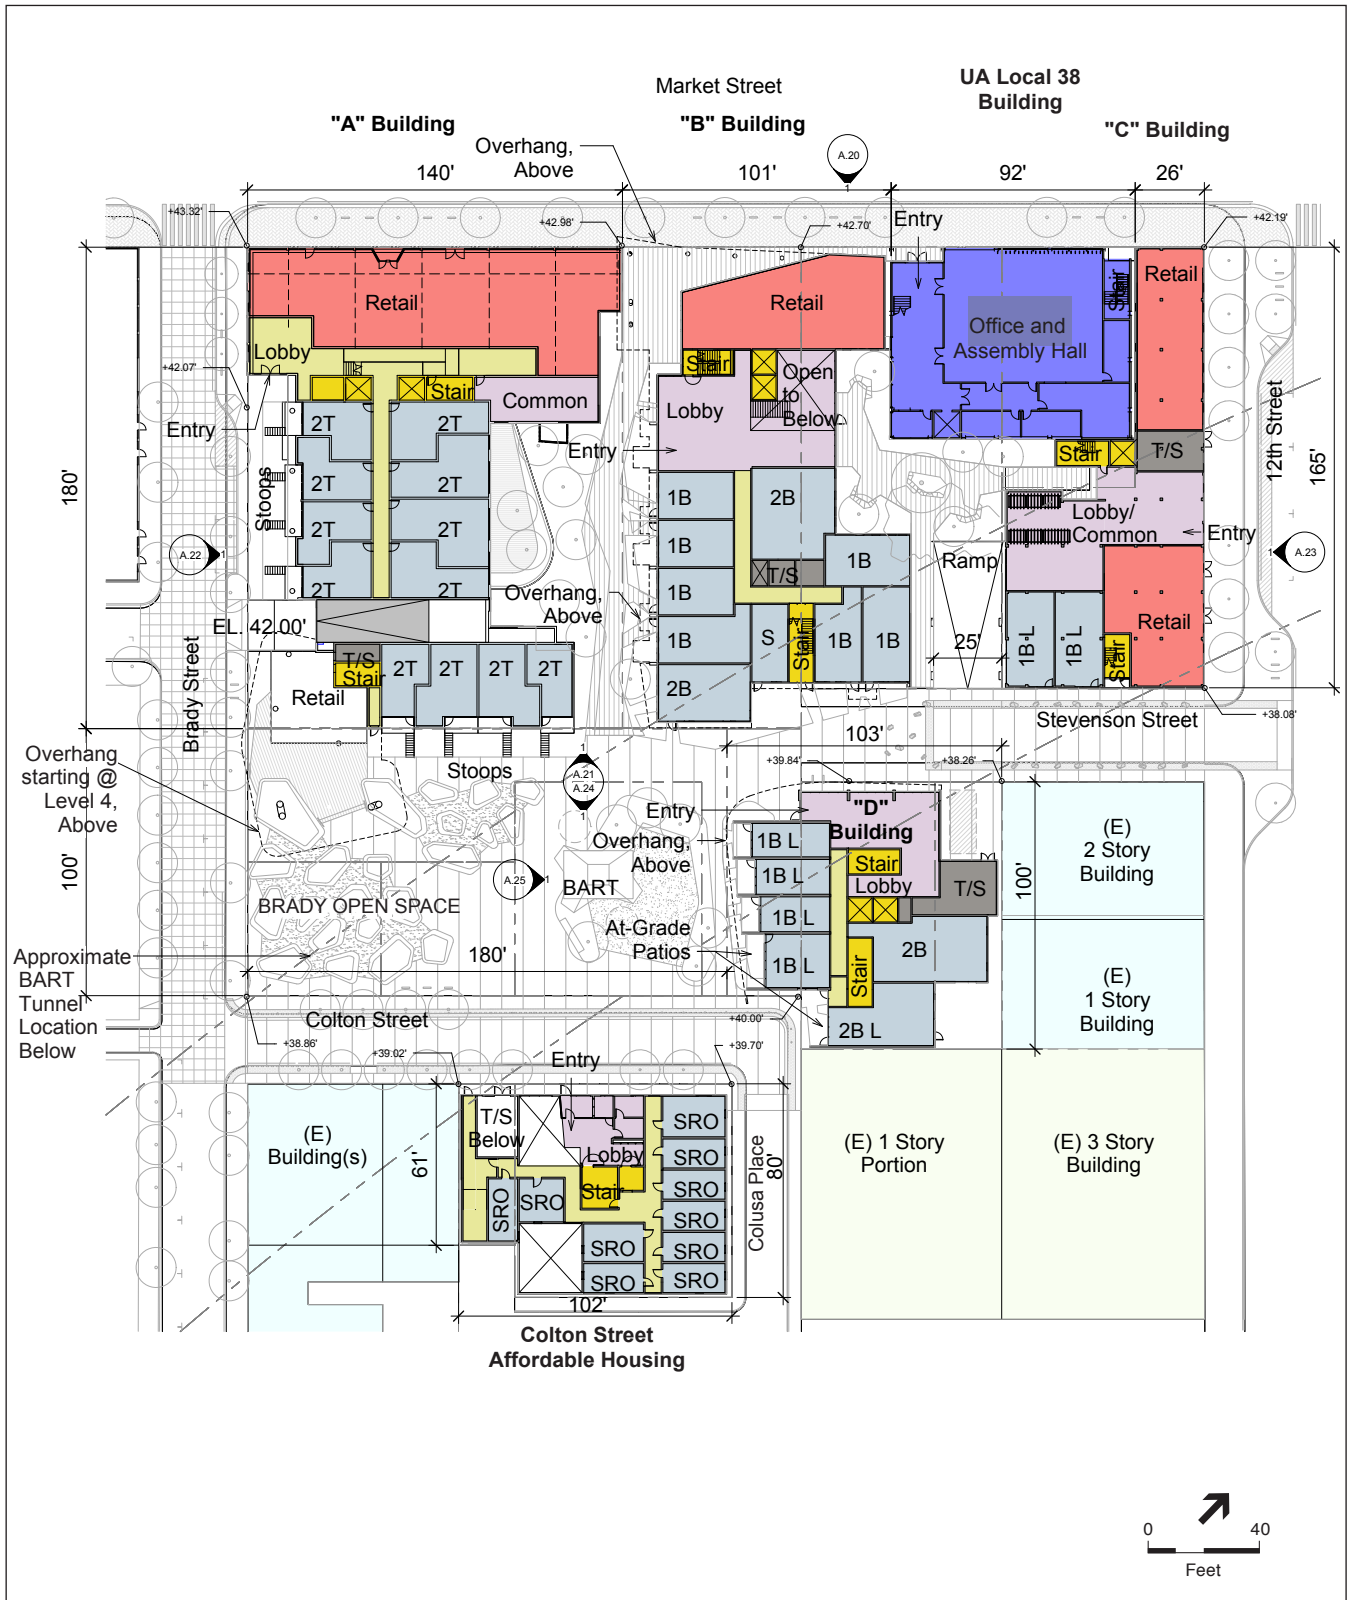 Market Street
UA Local 38
Building
"A" Building
"B" Building
"C" Building
Overhang,
Above
A.20
1
140'
101'
92'
26'
+43.32'
+42.98'
+42.70'
Entry
+42.19'
Retail
Retail
Office and
Assembly Hall
Stair
Retail
Lobby
+42.07'
Stair
Common
Stair
Open
to
Below
Lobby
Entry
Entry
2T
2T
2T
2T
2T
2T
2T
2T
Stoops
180'
1B
1B
1B
1B
2B
2B
T/S
1B
S
Stair
1B
1B
Stair
T/S
Lobby/
Common
Entry
Ramp
25'
1B L
1B L
Stair
Retail
12th Street
165'
A.22
1
A.23
1
Overhang,
Above
EL. 42.00'
T/S
Stair
2T
2T
2T
2T
Retail
Brady Street
Stevenson Street
+38.08'
103'
+39.84'
+38.26'
Overhang
starting @
Level 4,
Above
Stoops
1
A.21
A.24
1
Entry
"D"
Building
Overhang,
Above
1B L
1B L
1B L
1B L
Stair
Lobby
T/S
2B
Stair
2B L
100'
100'
(E)
2 Story
Building
(E)
1 Story
Building
A.25
1
BART
BRADY OPEN SPACE
At-Grade
Patios
180'
Approximate
BART
Tunnel
Location
Below
Colton Street
+38.86'
+40.00'
+39.02'
+39.70'
Entry
(E)
Building(s)
61'
T/S
Below
Lobby
Stair
SRO
SRO
SRO
SRO
SRO
SRO
SRO
SRO
SRO
SRO
Colusa Place
80'
(E) 1 Story
Portion
(E) 3 Story
Building
102'
Colton Street
Affordable Housing
0
40
Feet